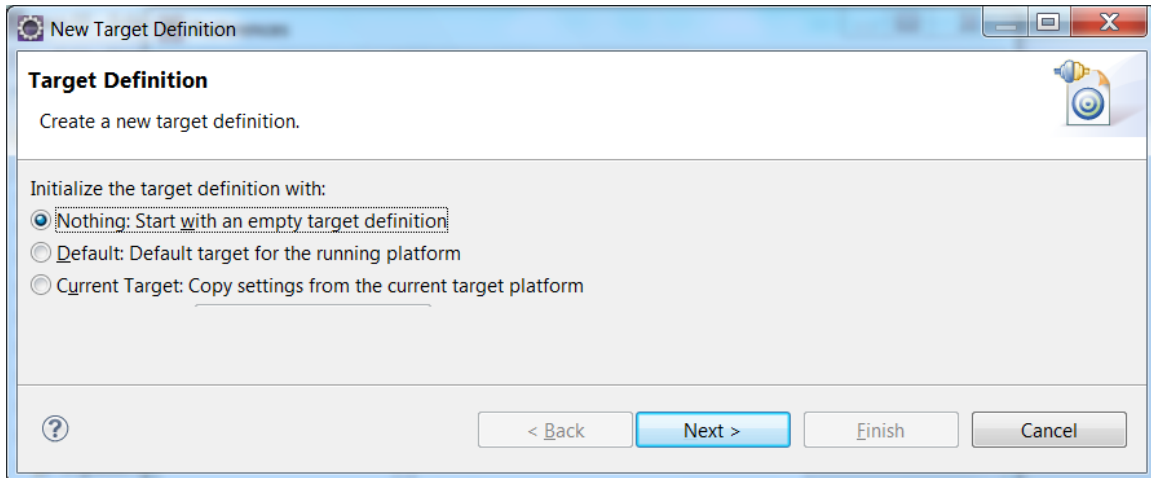 New Target Definition
Target Definition
Create a new target definition.
Initialize the target definition with:
Nothing: Start with an empty target definition
Default: Default target for the running platform
Current Target: Copy settings from the current target platform
?
< Back
Next >
Finish
Cancel